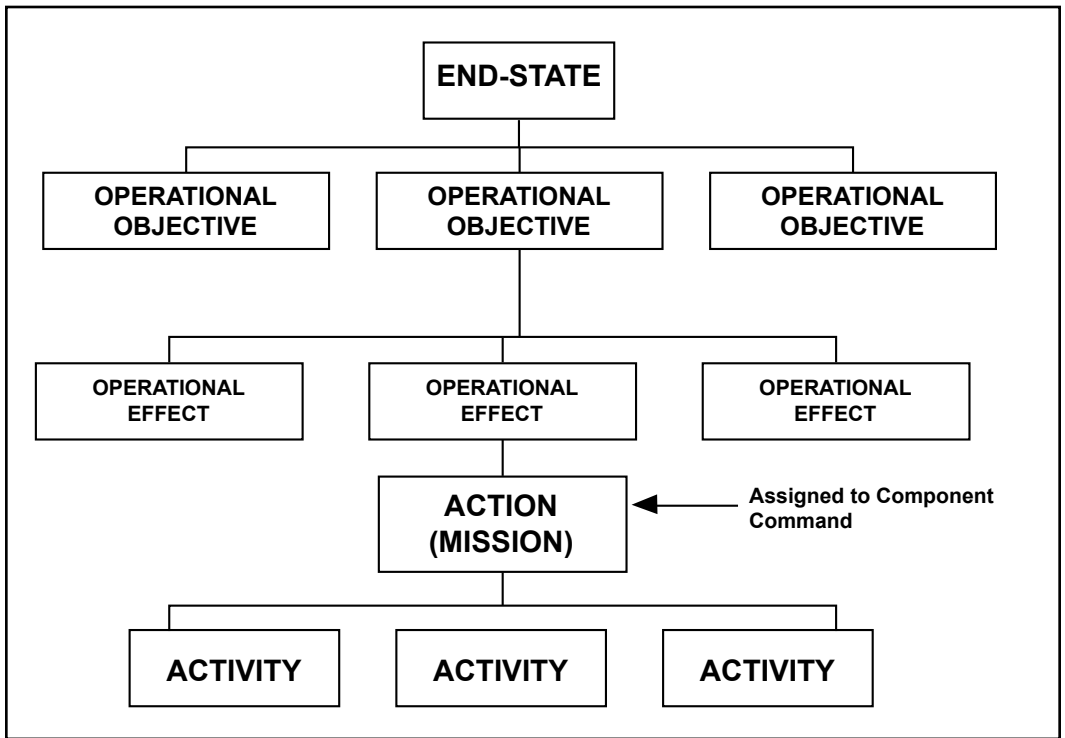 END-STATE
OPERATIONAL
OBJECTIVE
OPERATIONAL
OBJECTIVE
OPERATIONAL
OBJECTIVE
OPERATIONAL
EFFECT
OPERATIONAL
EFFECT
OPERATIONAL
EFFECT
ACTION
(MISSION)
Assigned to Component
Command
ACTIVITY
ACTIVITY
ACTIVITY